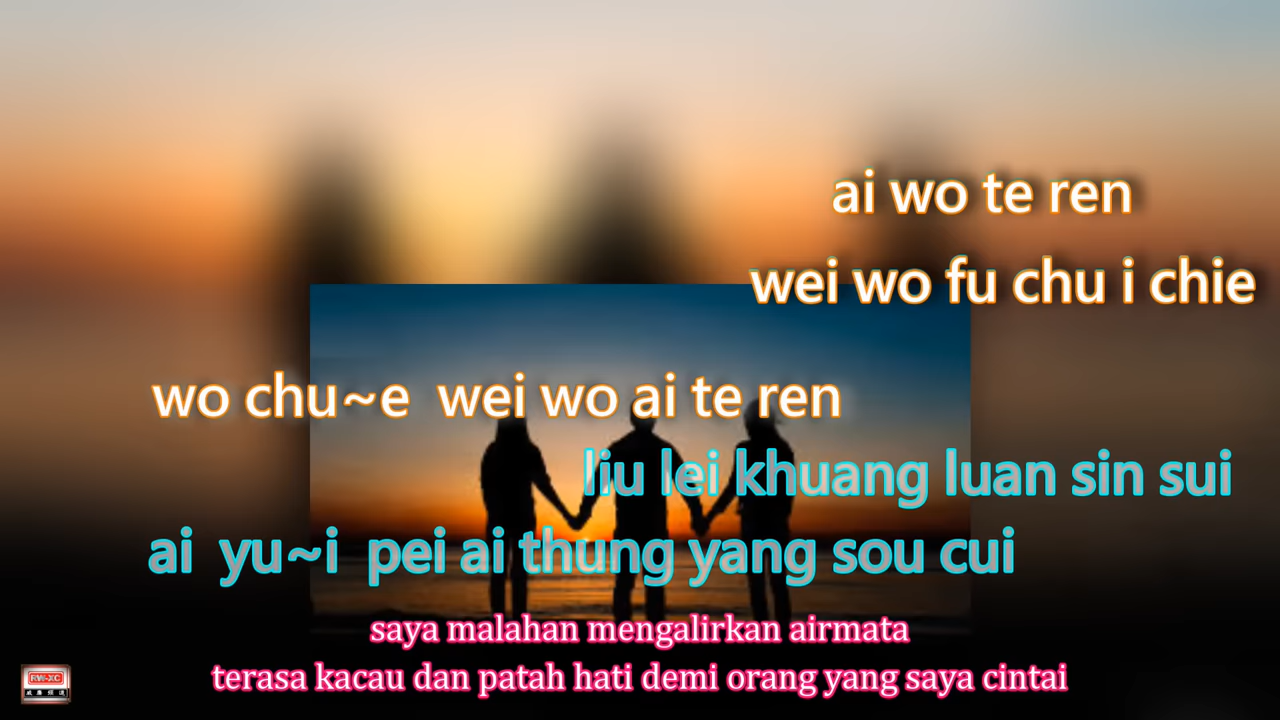 ai wo te ren
wei wo fu chu i chie
wo chu~e wei wo ai te ren
liu lei khuang luan sin sui
ai yu~i pei ai thung yang sou cui
saya malahan mengalirkan airmata
terasa kacau dan patah hati demi orang yang saya cintai
RW-XC